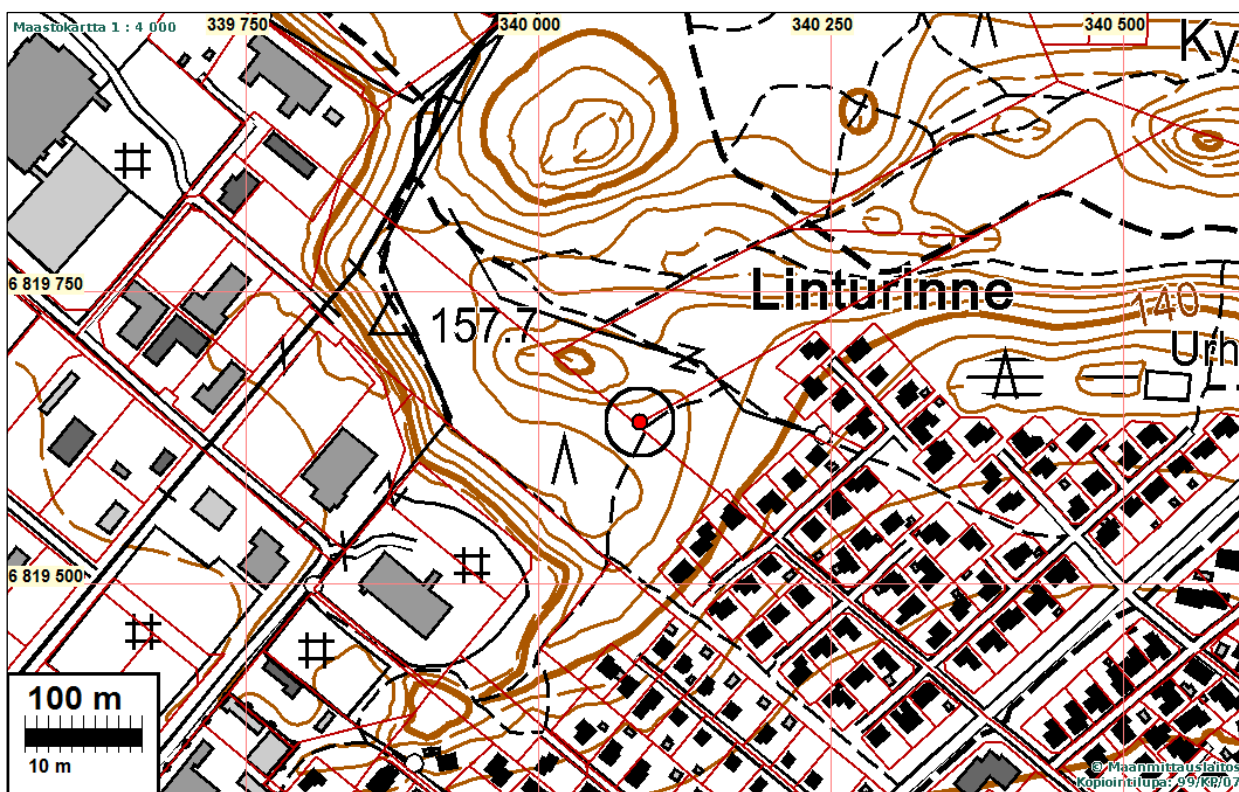 Maastokartta 1 : 4 000
339 750
340 000
340 250
340 500
Ky
6 819 750
Linturinne
140
157.7
Urh
6 819 500
100 m
10 m
© Maanmittauslaitos
Kopiointilupa: 99/KP/07